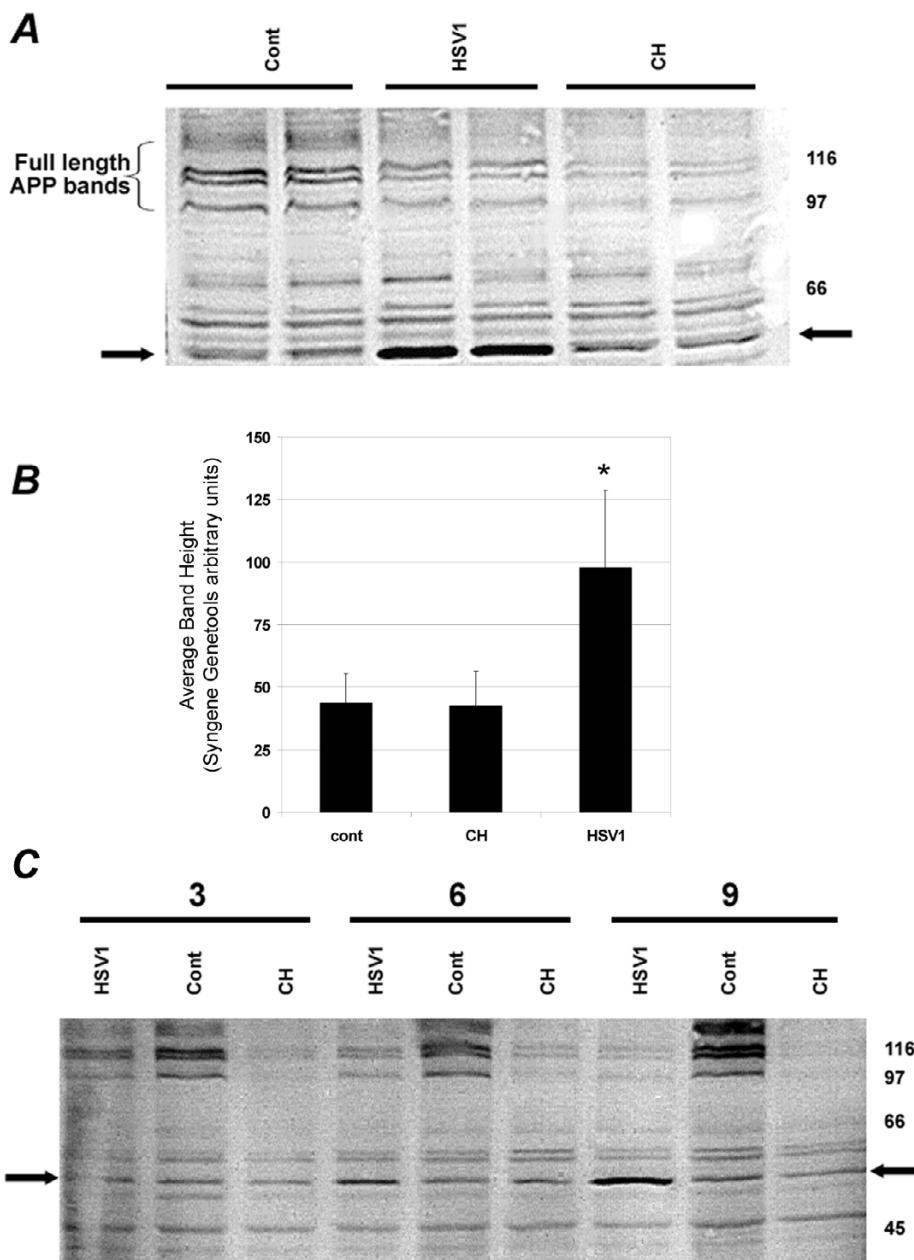 A
Cont
HSV1
CH
Full length
APP bands
116
97
66
B
Average Band Height
(Syngene Genetools arbitrary units)
150
125
100
75
50
25
0
*
cont
CH
HSV1
C
3
6
9
HSV1
Cont
CH
HSV1
Cont
CH
HSV1
Cont
CH
116
97
66
45